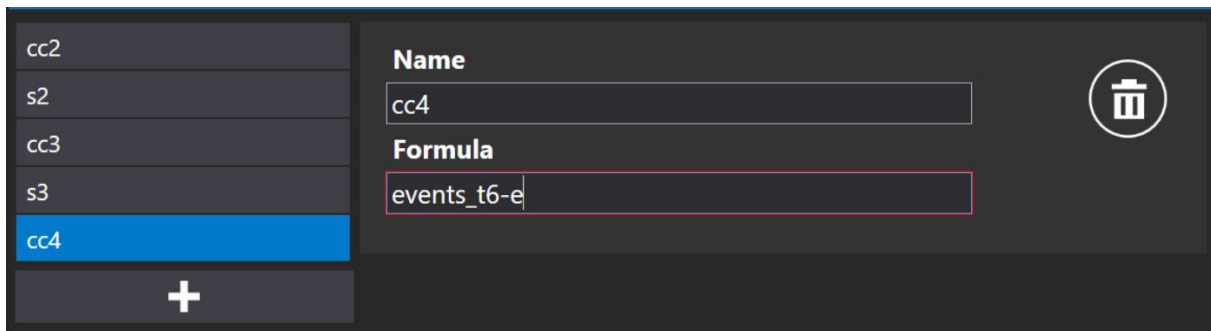 cc2
s2
cc3
s3
cc4
Name
cc4
Formula
events_t6-e